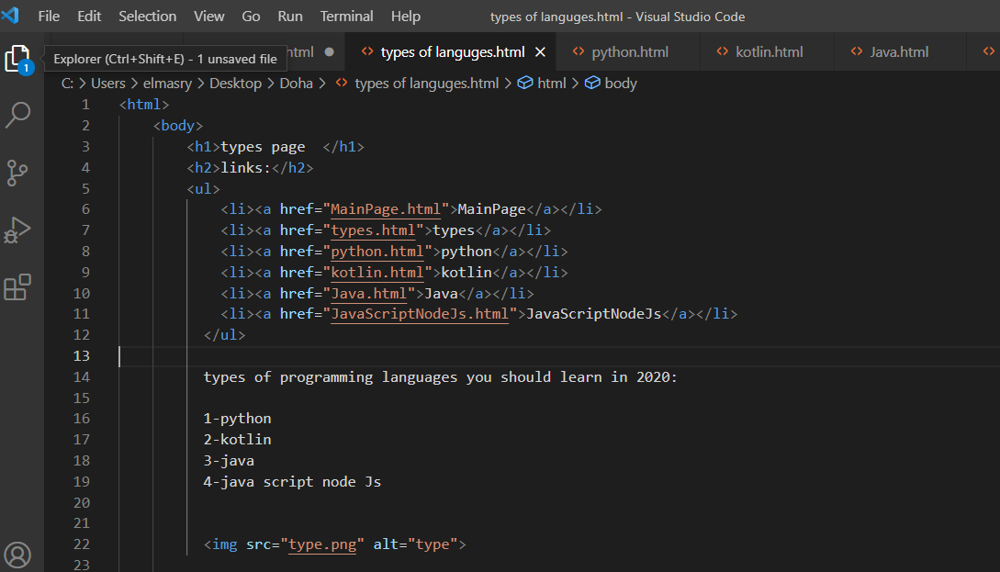 File Edit Selection View Go Run Terminal Help types of languges.html - Visual Studio Code
Explorer (Ctrl+Shift+E) - 1 unsaved file html types of languges.html python.html kotlin.html Java.html
1
C: > Users > elmasry > Desktop > Doha > types of languges.html > html > body
1 <html>
2 <body>
3 <h1>types page  </h1>
4 <h2>links:</h2>
5 <ul>
6 <li><a href="MainPage.html">MainPage</a></li>
7 <li><a href="types.html">types</a></li>
8 <li><a href="python.html">python</a></li>
9 <li><a href="kotlin.html">kotlin</a></li>
10 <li><a href="Java.html">Java</a></li>
11 <li><a href="JavaScriptNodeJs.html">JavaScriptNodeJs</a></li>
12 </ul>
13
14 types of programming languages you should learn in 2020:
15
16 1-python
17 2-kotlin
18 3-java
19 4-java script node Js
20
21
22 <img src="type.png" alt="type">
23